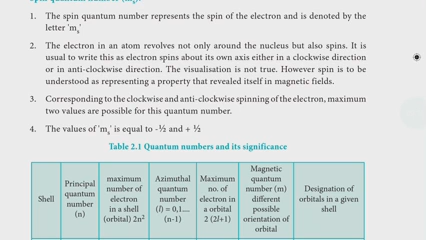 Spin quantum number (ms):
1. The spin quantum number represents the spin of the electron and is denoted by the
letter 'ms'
2. The electron in an atom revolves not only around the nucleus but also spins. It is
usual to write this as electron spins about its own axis either in a clockwise direction
or in anti-clockwise direction. The visualisation is not true. However spin is to be
understood as representing a property that revealed itself in magnetic fields.
3. Corresponding to the clockwise and anti-clockwise spinning of the electron, maximum
two values are possible for this quantum number.
4. The values of 'ms' is equal to -½ and + ½
Table 2.1 Quantum numbers and its significance
Shell
Principal
quantum
number
(n)
maximum
number of
electron
in a shell
(orbital) 2n²
Azimuthal
quantum
number
(l) = 0,1....
(n-1)
Maximum
no. of
electron in
a orbital
2 (2l+1)
Magnetic
quantum
number (m)
different
possible
orientation of
orbital
Designation of
orbitals in a given
shell